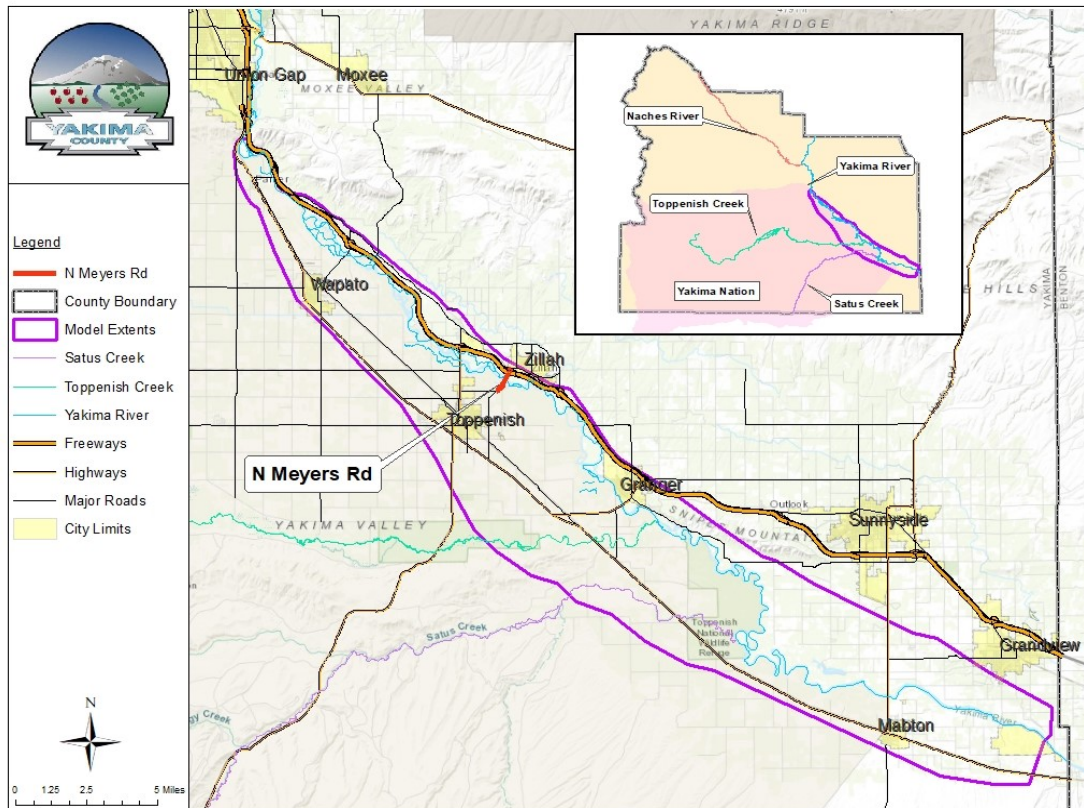 YAKIMA
COUNTY
Legend
N Meyers Rd
County Boundary
Model Extents
Satus Creek
Toppenish Creek
Yakima River
Freeways
Highways
Major Roads
City Limits
N
0 1.25 2.5 5 Miles
YAKIMA RIDGE
Union Gap
Moxee
MOXEE VALLEY
Parker
Wapato
Zillah
Toppenish
N Meyers Rd
Granger
YAKIMA VALLEY
SNIPES MOUNTAIN
Outlook
Sunnyside
Toppenish
National
Wildlife
Refuge
Satus Creek
Grandview
Mabton
Yakima River
Creek
HILLS
YAKIMA
BENTON
Naches River
Yakima River
Toppenish Creek
Yakima Nation
Satus Creek